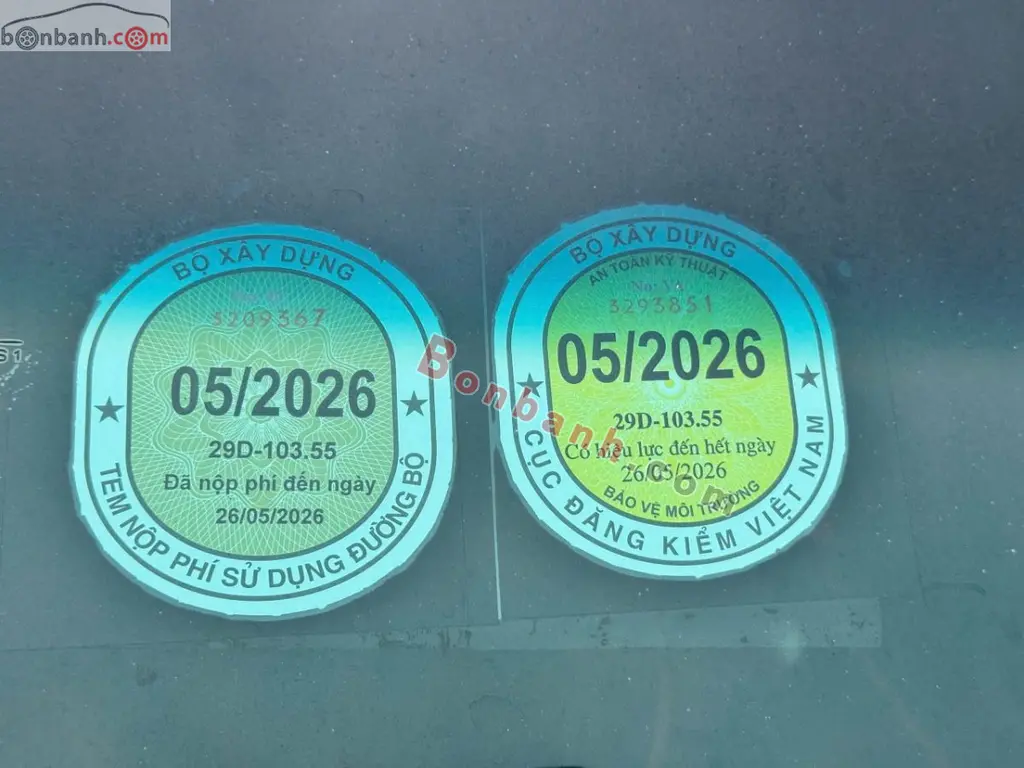 bonbanh.com
BỘ XÂY DỰNG
3209367
05/2026
29D-103.55
Đã nộp phí đến ngày
26/05/2026
TEM NỘP PHÍ SỬ DỤNG ĐƯỜNG BỘ
BỘ XÂY DỰNG
AN TOÀN KỸ THUẬT
3293851
05/2026
29D-103.55
Có hiệu lực đến hết ngày
26/05/2026
BẢO VỆ MÔI TRƯỜNG
CỤC ĐĂNG KIỂM VIỆT NAM
Bonbanh.com